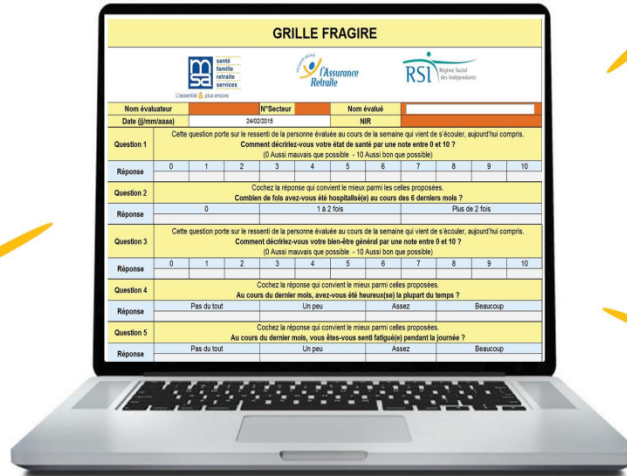 GRILLE FRAGIRE
msa
santé
famille
retraite
services
L'essentiel & plus encore
l'Assurance
Retraite
RSI
Régime Social
des Indépendants
Nom évaluateur N°Secteur Nom évalué
Date (jj/mm/aaaa) 24/02/2015 NIR
Question 1
Cette question porte sur le ressenti de la personne évaluée au cours de la semaine qui vient de s'écouler, aujourd'hui compris.
Comment décririez-vous votre état de santé par une note entre 0 et 10 ?
(0 Aussi mauvais que possible - 10 Aussi bon que possible)
Réponse 0 1 2 3 4 5 6 7 8 9 10
Question 2
Cochez la réponse qui convient le mieux parmi les celles proposées.
Combien de fois avez-vous été hospitalisé(e) au cours des 6 derniers mois ?
Réponse 0 1 à 2 fois Plus de 2 fois
Question 3
Cette question porte sur le ressenti de la personne évaluée au cours de la semaine qui vient de s'écouler, aujourd'hui compris.
Comment décririez-vous votre bien-être général par une note entre 0 et 10 ?
(0 Aussi mauvais que possible - 10 Aussi bon que possible)
Réponse 0 1 2 3 4 5 6 7 8 9 10
Question 4
Cochez la réponse qui convient le mieux parmi celles proposées.
Au cours du dernier mois, avez-vous été heureux(se) la plupart du temps ?
Réponse Pas du tout Un peu Assez Beaucoup
Question 5
Cochez la réponse qui convient le mieux parmi celles proposées.
Au cours du dernier mois, vous êtes-vous senti fatigué(e) pendant la journée ?
Réponse Pas du tout Un peu Assez Beaucoup